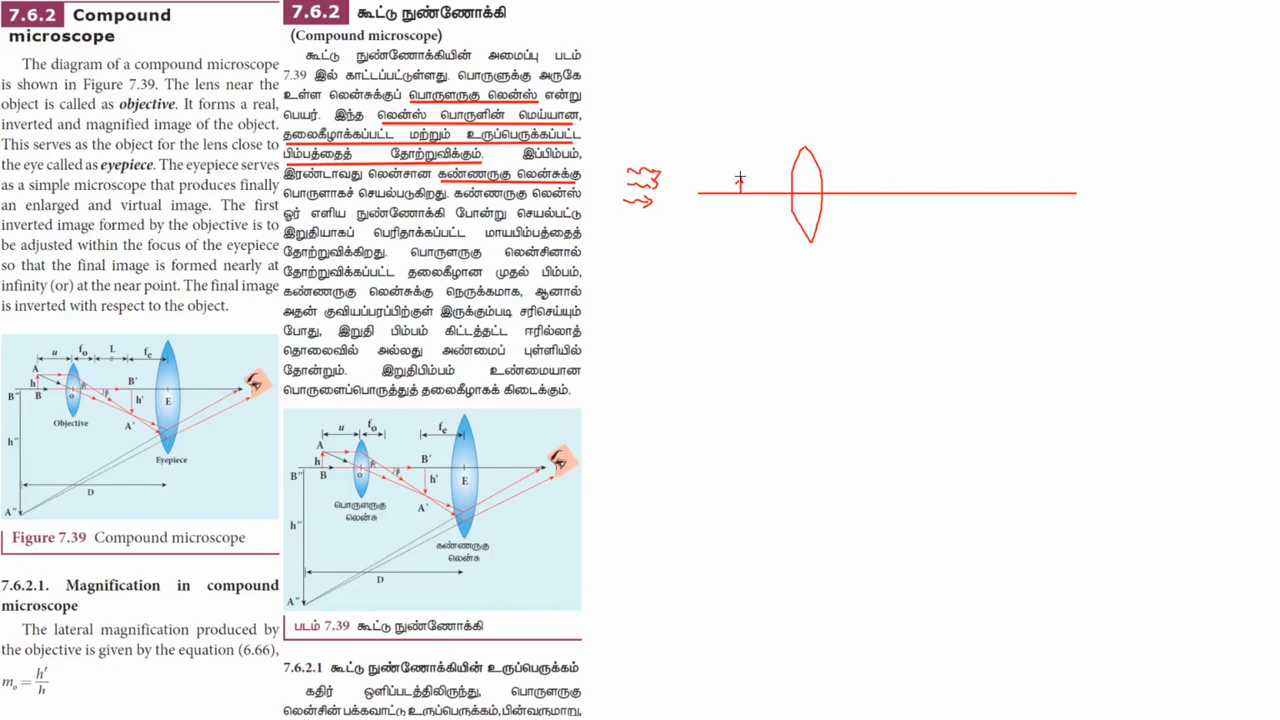 7.6.2 Compound
microscope
The diagram of a compound microscope
is shown in Figure 7.39. The lens near the
object is called as objective. It forms a real,
inverted and magnified image of the object.
This serves as the object for the lens close to
the eye called as eyepiece. The eyepiece serves
as a simple microscope that produces finally
an enlarged and virtual image. The first
inverted image formed by the objective is to
be adjusted within the focus of the eyepiece
so that the final image is formed nearly at
infinity (or) at the near point. The final image
is inverted with respect to the object.
u fo L fe
A
h
B" B o β β B' h' E
Objective
A'
Eyepiece
h"
D
A"
Figure 7.39 Compound microscope
7.6.2.1. Magnification in compound
microscope
The lateral magnification produced by
the objective is given by the equation (6.66),
mo = h'/h
7.6.2 கூட்டு நுண்ணோக்கி
(Compound microscope)
கூட்டு நுண்ணோக்கியின் அமைப்பு படம்
7.39 இல் காட்டப்பட்டுள்ளது. பொருளுக்கு அருகே
உள்ள லென்சுக்குப் பொருளருகு லென்ஸ் என்று
பெயர். இந்த லென்ஸ் பொருளின் மெய்யான,
தலைகீழாக்கப்பட்ட மற்றும் உருப்பெருக்கப்பட்ட
பிம்பத்தைத் தோற்றுவிக்கும். இப்பிம்பம்,
இரண்டாவது லென்சான கண்ணருகு லென்சுக்கு
பொருளாகச் செயல்படுகிறது. கண்ணருகு லென்ஸ்
ஓர் எளிய நுண்ணோக்கி போன்று செயல்பட்டு
இறுதியாகப் பெரிதாக்கப்பட்ட மாயபிம்பத்தைத்
தோற்றுவிக்கிறது. பொருளருகு லென்சினால்
தோற்றுவிக்கப்பட்ட தலைகீழான முதல் பிம்பம்,
கண்ணருகு லென்சுக்கு நெருக்கமாக, ஆனால்
அதன் குவியப்பரப்பிற்குள் இருக்கும்படி சரிசெய்யும்
போது, இறுதி பிம்பம் கிட்டத்தட்ட ஈரில்லாத்
தொலைவில் அல்லது அண்மைப் புள்ளியில்
தோன்றும். இறுதிபிம்பம் உண்மையான
பொருளைப்பொருத்துத் தலைகீழாகக் கிடைக்கும்.
u fo fe
A
h
B" B o β β B' h' E
பொருளருகு
லென்சு
A'
கண்ணருகு
லென்சு
h"
D
A"
படம் 7.39 கூட்டு நுண்ணோக்கி
7.6.2.1 கூட்டு நுண்ணோக்கியின் உருப்பெருக்கம்
கதிர் ஒளிப்படத்திலிருந்து, பொருளருகு
லென்சின் பக்கவாட்டு உருப்பெருக்கம், பின்வருமாறு,